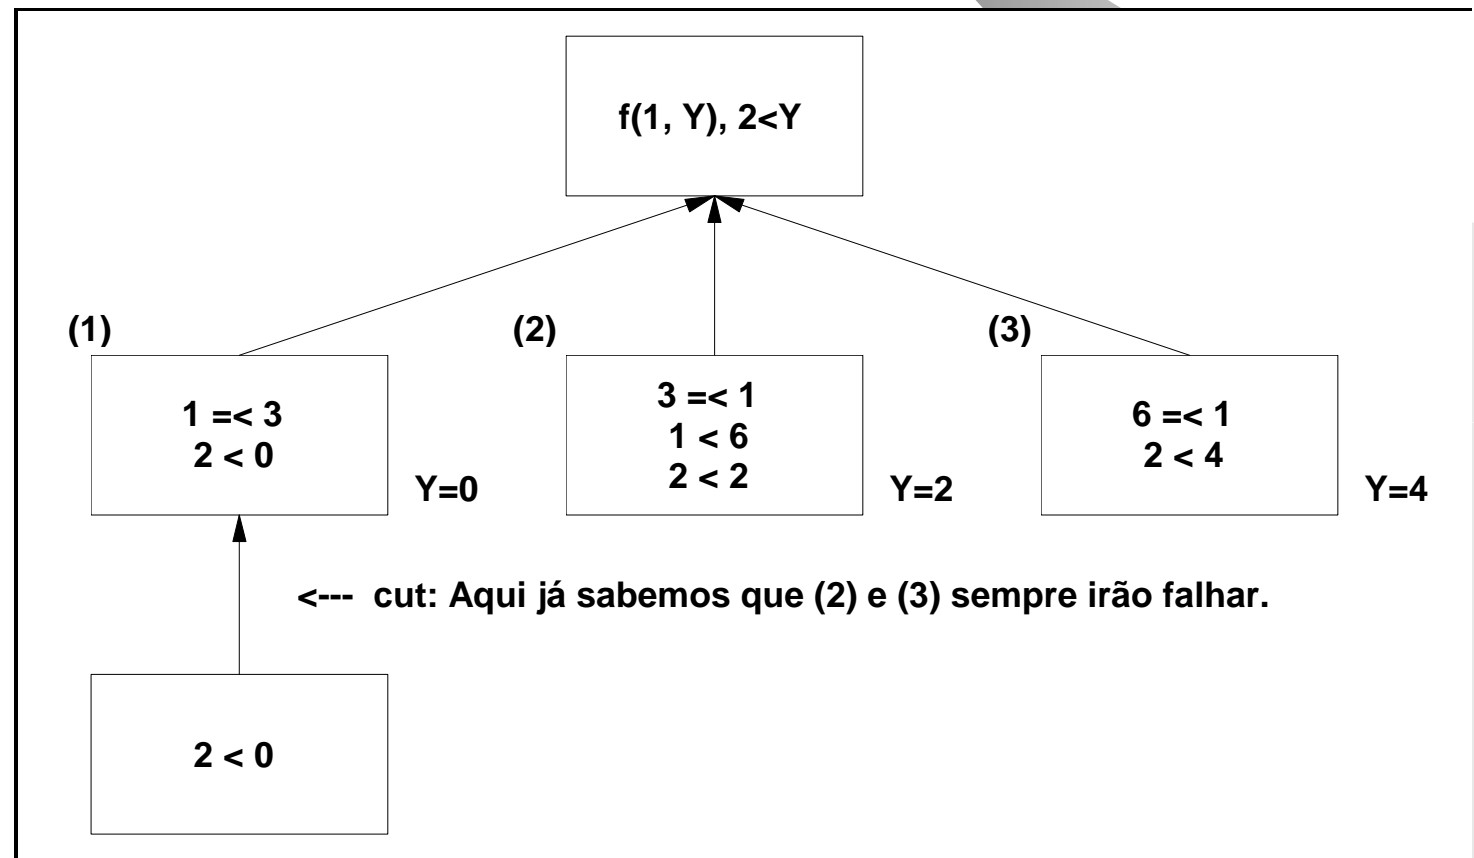 f(1, Y), 2<Y
(1)
1 =< 3
2 < 0
Y=0
(2)
3 =< 1
1 < 6
2 < 2
Y=2
(3)
6 =< 1
2 < 4
Y=4
<--- cut: Aqui já sabemos que (2) e (3) sempre irão falhar.
2 < 0